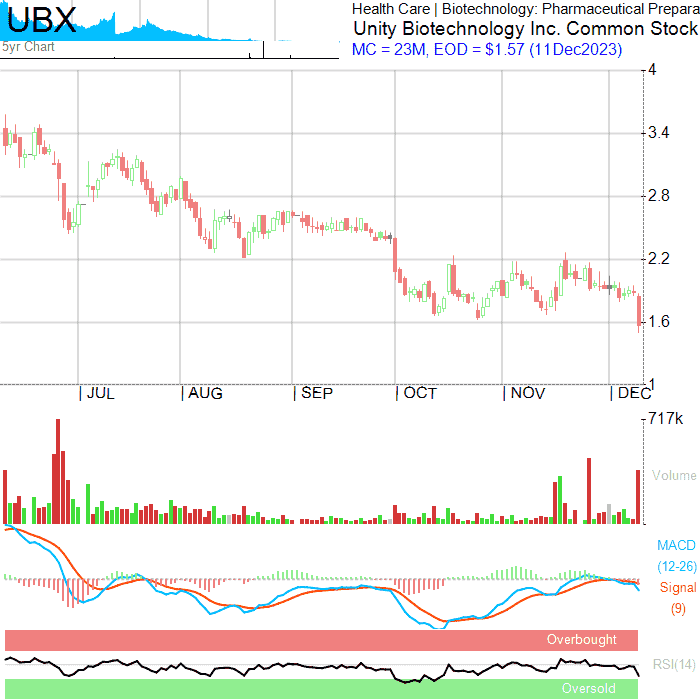 UBX
5yr Chart
Health Care | Biotechnology: Pharmaceutical Prepara
Unity Biotechnology Inc. Common Stock
MC = 23M, EOD = $1.57 (11Dec2023)
4
3.4
2.8
2.2
1.6
1
| JUL | AUG | SEP | OCT | NOV | DEC
717k
Volume
MACD
(12-26)
Signal
(9)
Overbought
RSI(14)
Oversold